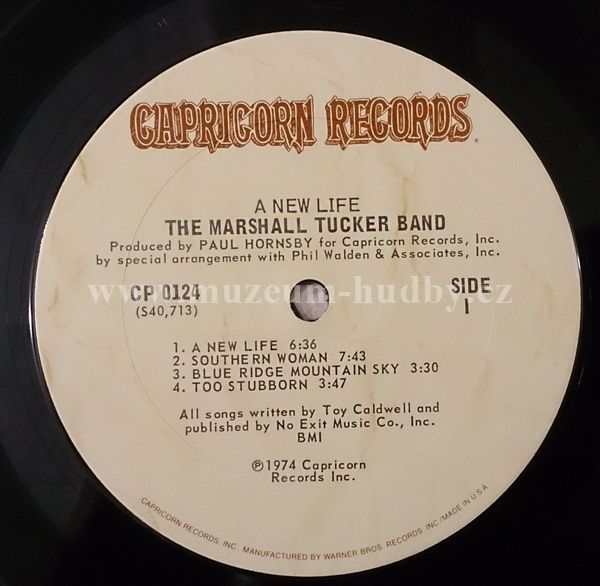 CAPRICORN RECORDS
A NEW LIFE
THE MARSHALL TUCKER BAND
Produced by PAUL HORNSBY for Capricorn Records, Inc.
by special arrangement with Phil Walden & Associates, Inc.
CP 0124
(S40,713)
SIDE
1
www.muzeum-hudby.cz
1. A NEW LIFE 6:36
2. SOUTHERN WOMAN 7:43
3. BLUE RIDGE MOUNTAIN SKY 3:30
4. TOO STUBBORN 3:47
All songs written by Toy Caldwell and
published by No Exit Music Co., Inc.
BMI
Ⓟ1974 Capricorn
Records Inc.
CAPRICORN RECORDS, INC. MANUFACTURED BY WARNER BROS. RECORDS, INC./MADE IN U.S.A.